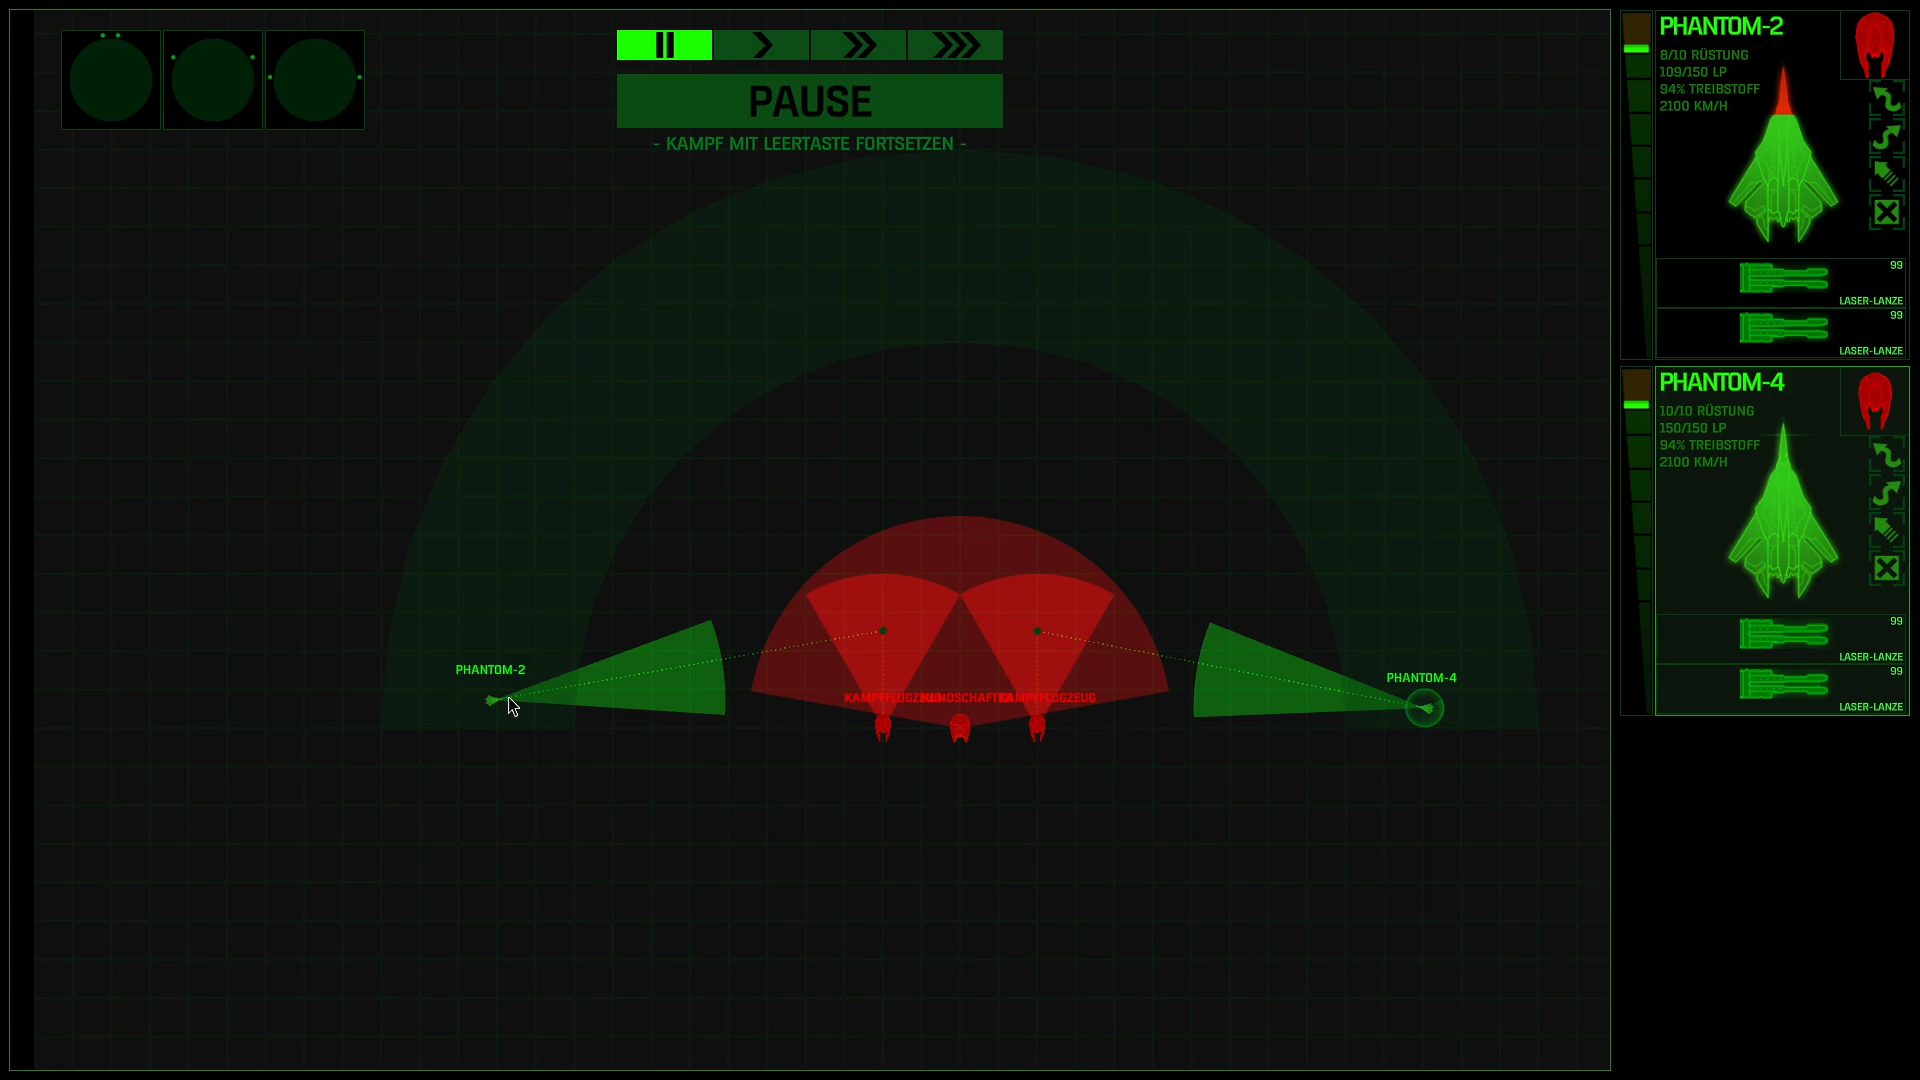 PAUSE
- KAMPF MIT LEERTASTE FORTSETZEN -
PHANTOM-2
PHANTOM-4
KAMPFFLUGZEUG
PHANTOM-2
8/10 RÜSTUNG
109/150 LP
94% TREIBSTOFF
2100 KM/H
99
LASER-LANZE
99
LASER-LANZE
PHANTOM-4
10/10 RÜSTUNG
150/150 LP
94% TREIBSTOFF
2100 KM/H
99
LASER-LANZE
99
LASER-LANZE